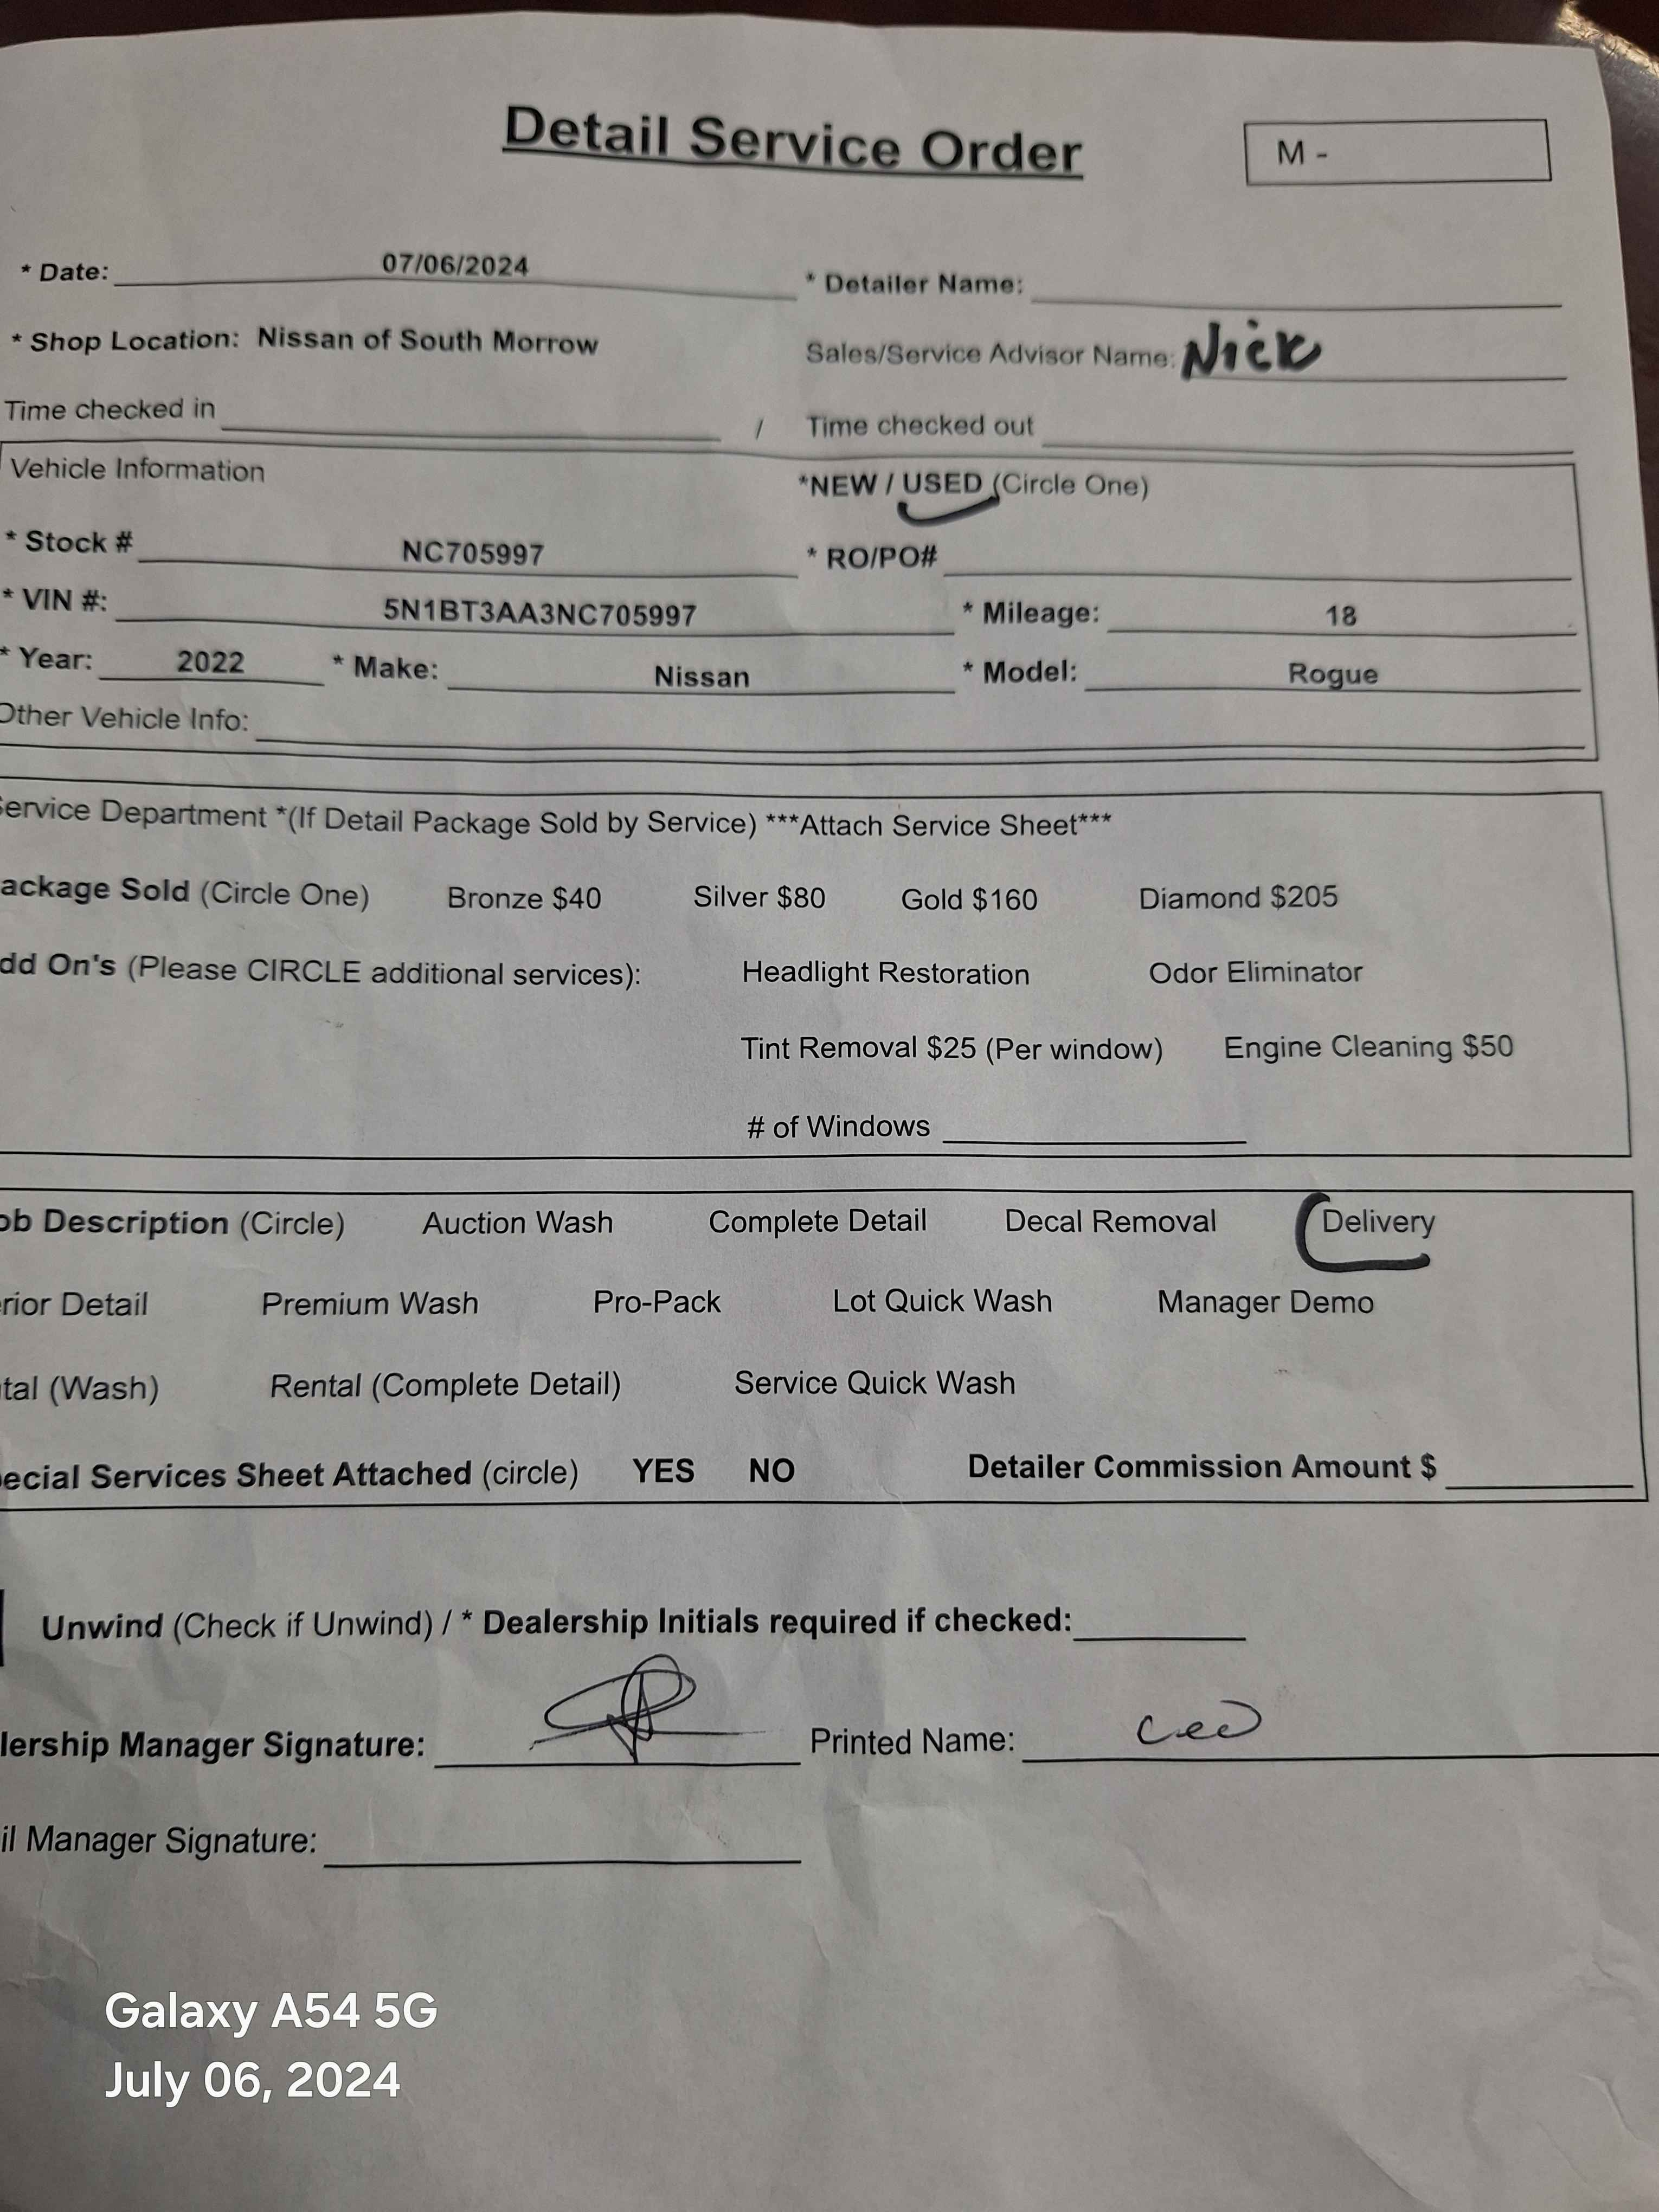 Detail Service Order
M -
* Date: 07/06/2024 * Detailer Name:
* Shop Location: Nissan of South Morrow Sales/Service Advisor Name: Nick
Time checked in / Time checked out
Vehicle Information *NEW / USED (Circle One)
* Stock # NC705997 * RO/PO#
* VIN #: 5N1BT3AA3NC705997 * Mileage: 18
* Year: 2022 * Make: Nissan * Model: Rogue
Other Vehicle Info:
ervice Department *(If Detail Package Sold by Service) ***Attach Service Sheet***
ackage Sold (Circle One) Bronze $40 Silver $80 Gold $160 Diamond $205
dd On's (Please CIRCLE additional services): Headlight Restoration Odor Eliminator
Tint Removal $25 (Per window) Engine Cleaning $50
# of Windows
ob Description (Circle) Auction Wash Complete Detail Decal Removal Delivery
rior Detail Premium Wash Pro-Pack Lot Quick Wash Manager Demo
tal (Wash) Rental (Complete Detail) Service Quick Wash
ecial Services Sheet Attached (circle) YES NO Detailer Commission Amount $
Unwind (Check if Unwind) / * Dealership Initials required if checked:
lership Manager Signature: Printed Name:
il Manager Signature:
Galaxy A54 5G
July 06, 2024